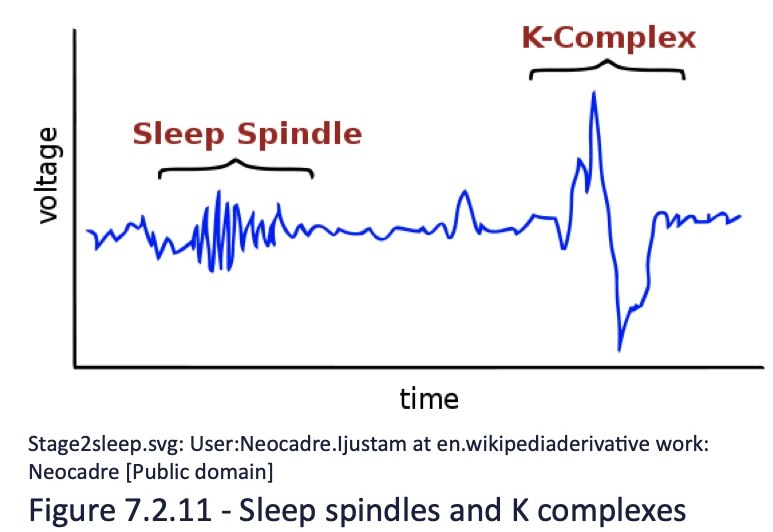 K-Complex
Sleep Spindle
voltage
time
Stage2sleep.svg: User:Neocadre.Ijustam at en.wikipediaderivative work:
Neocadre [Public domain]
Figure 7.2.11 - Sleep spindles and K complexes